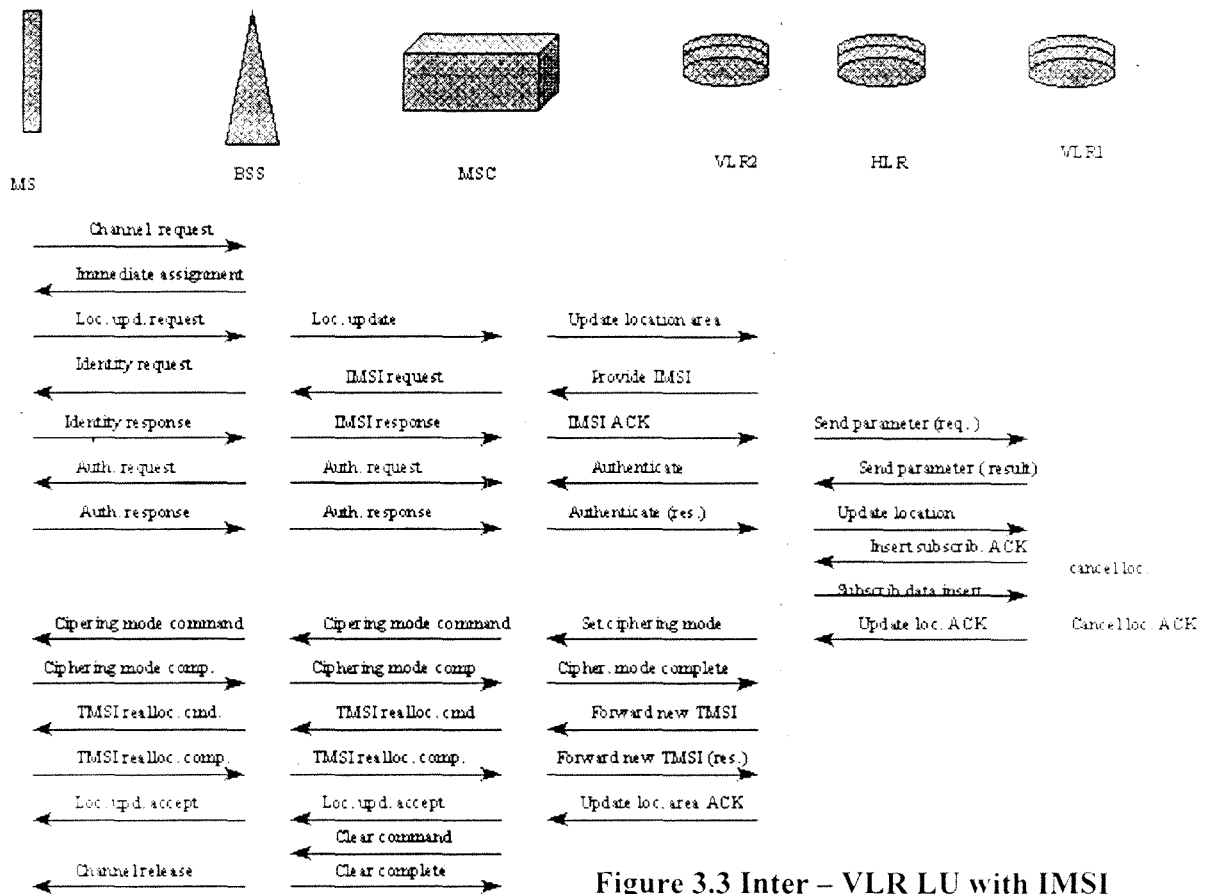 MS
BSS
MSC
VLR2
HLR
VLR1
Channel request
Immediate assignment
Loc. upd. request
Loc. update
Update location area
Identity request
IMSI request
Provide IMSI
Identity response
IMSI response
IMSI ACK
Send parameter (req.)
Auth. request
Auth. request
Authenticate
Send parameter ( result)
Auth. response
Auth. response
Authenticate (res.)
Update location
Insert subscrib. ACK
cancel loc.
Subscrib data insert
Cipering mode command
Cipering mode command
Set ciphering mode
Update loc. ACK
Cancel loc. ACK
Ciphering mode comp.
Ciphering mode comp
Cipher. mode complete
TMSI realloc. cmd.
TMSI realloc. cmd
Forward new TMSI
TMSI realloc. comp.
TMSI realloc. comp.
Forward new TMSI (res.)
Loc. upd. accept
Loc. upd. accept
Update loc. area ACK
Clear command
Channel release
Clear complete
Figure 3.3 Inter – VLR LU with IMSI